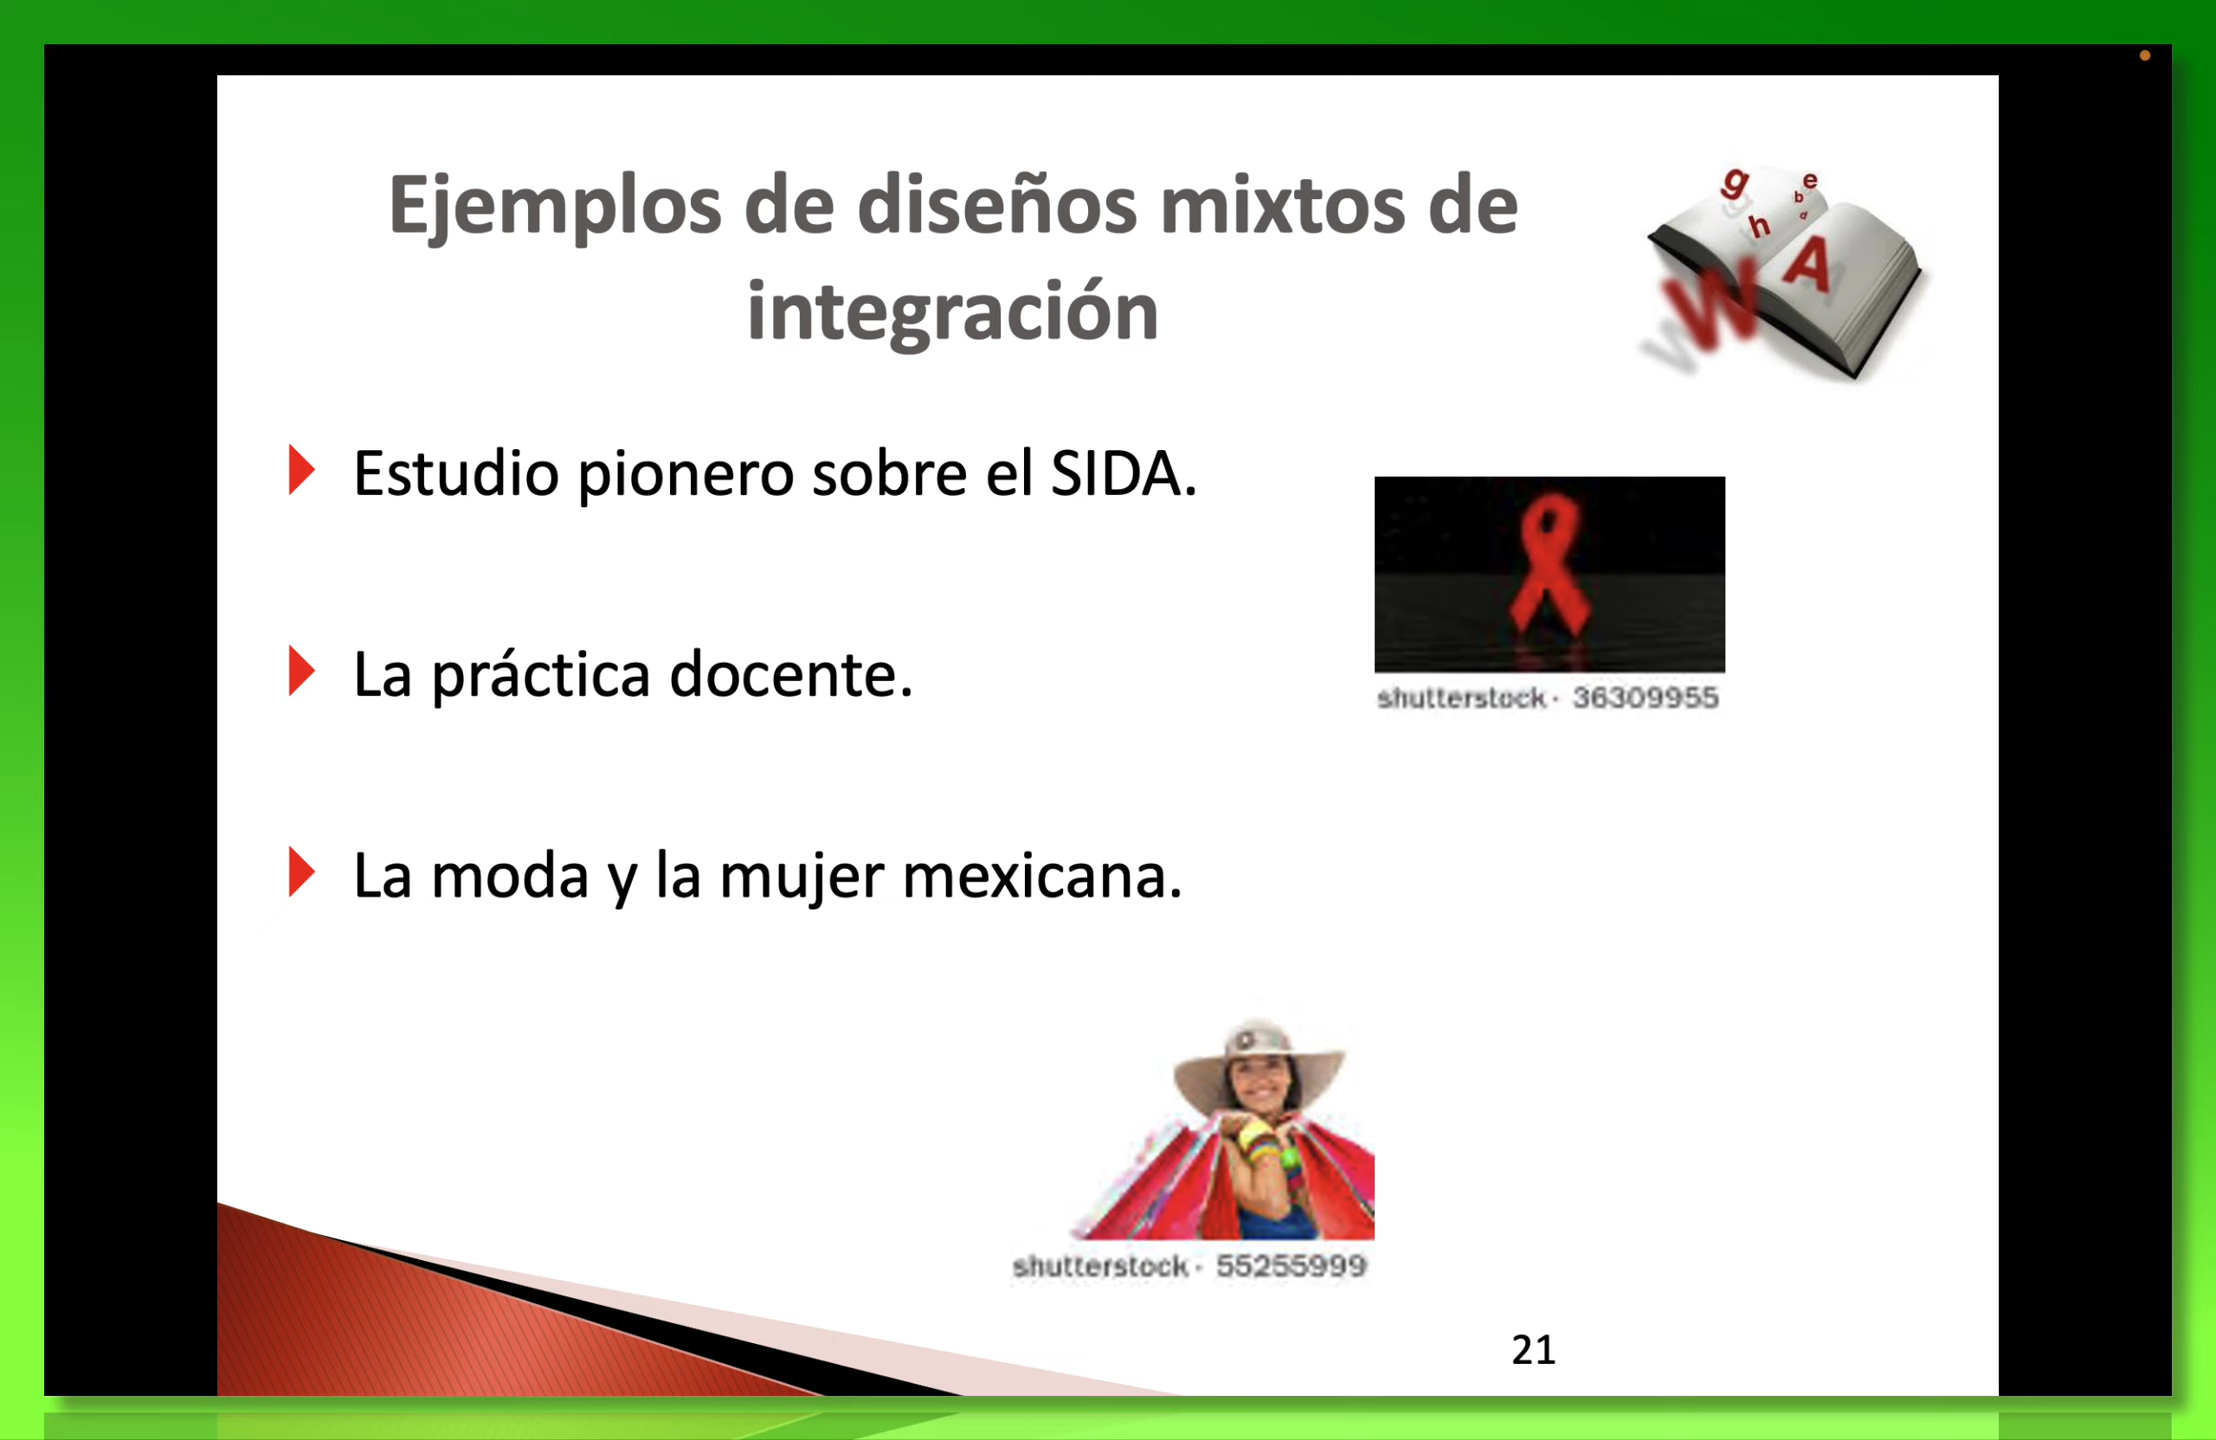 Ejemplos de diseños mixtos de
integración
g
e
b
d
h
A
W
Estudio pionero sobre el SIDA.
shutterstock · 36309955
La práctica docente.
La moda y la mujer mexicana.
shutterstock · 55255999
21